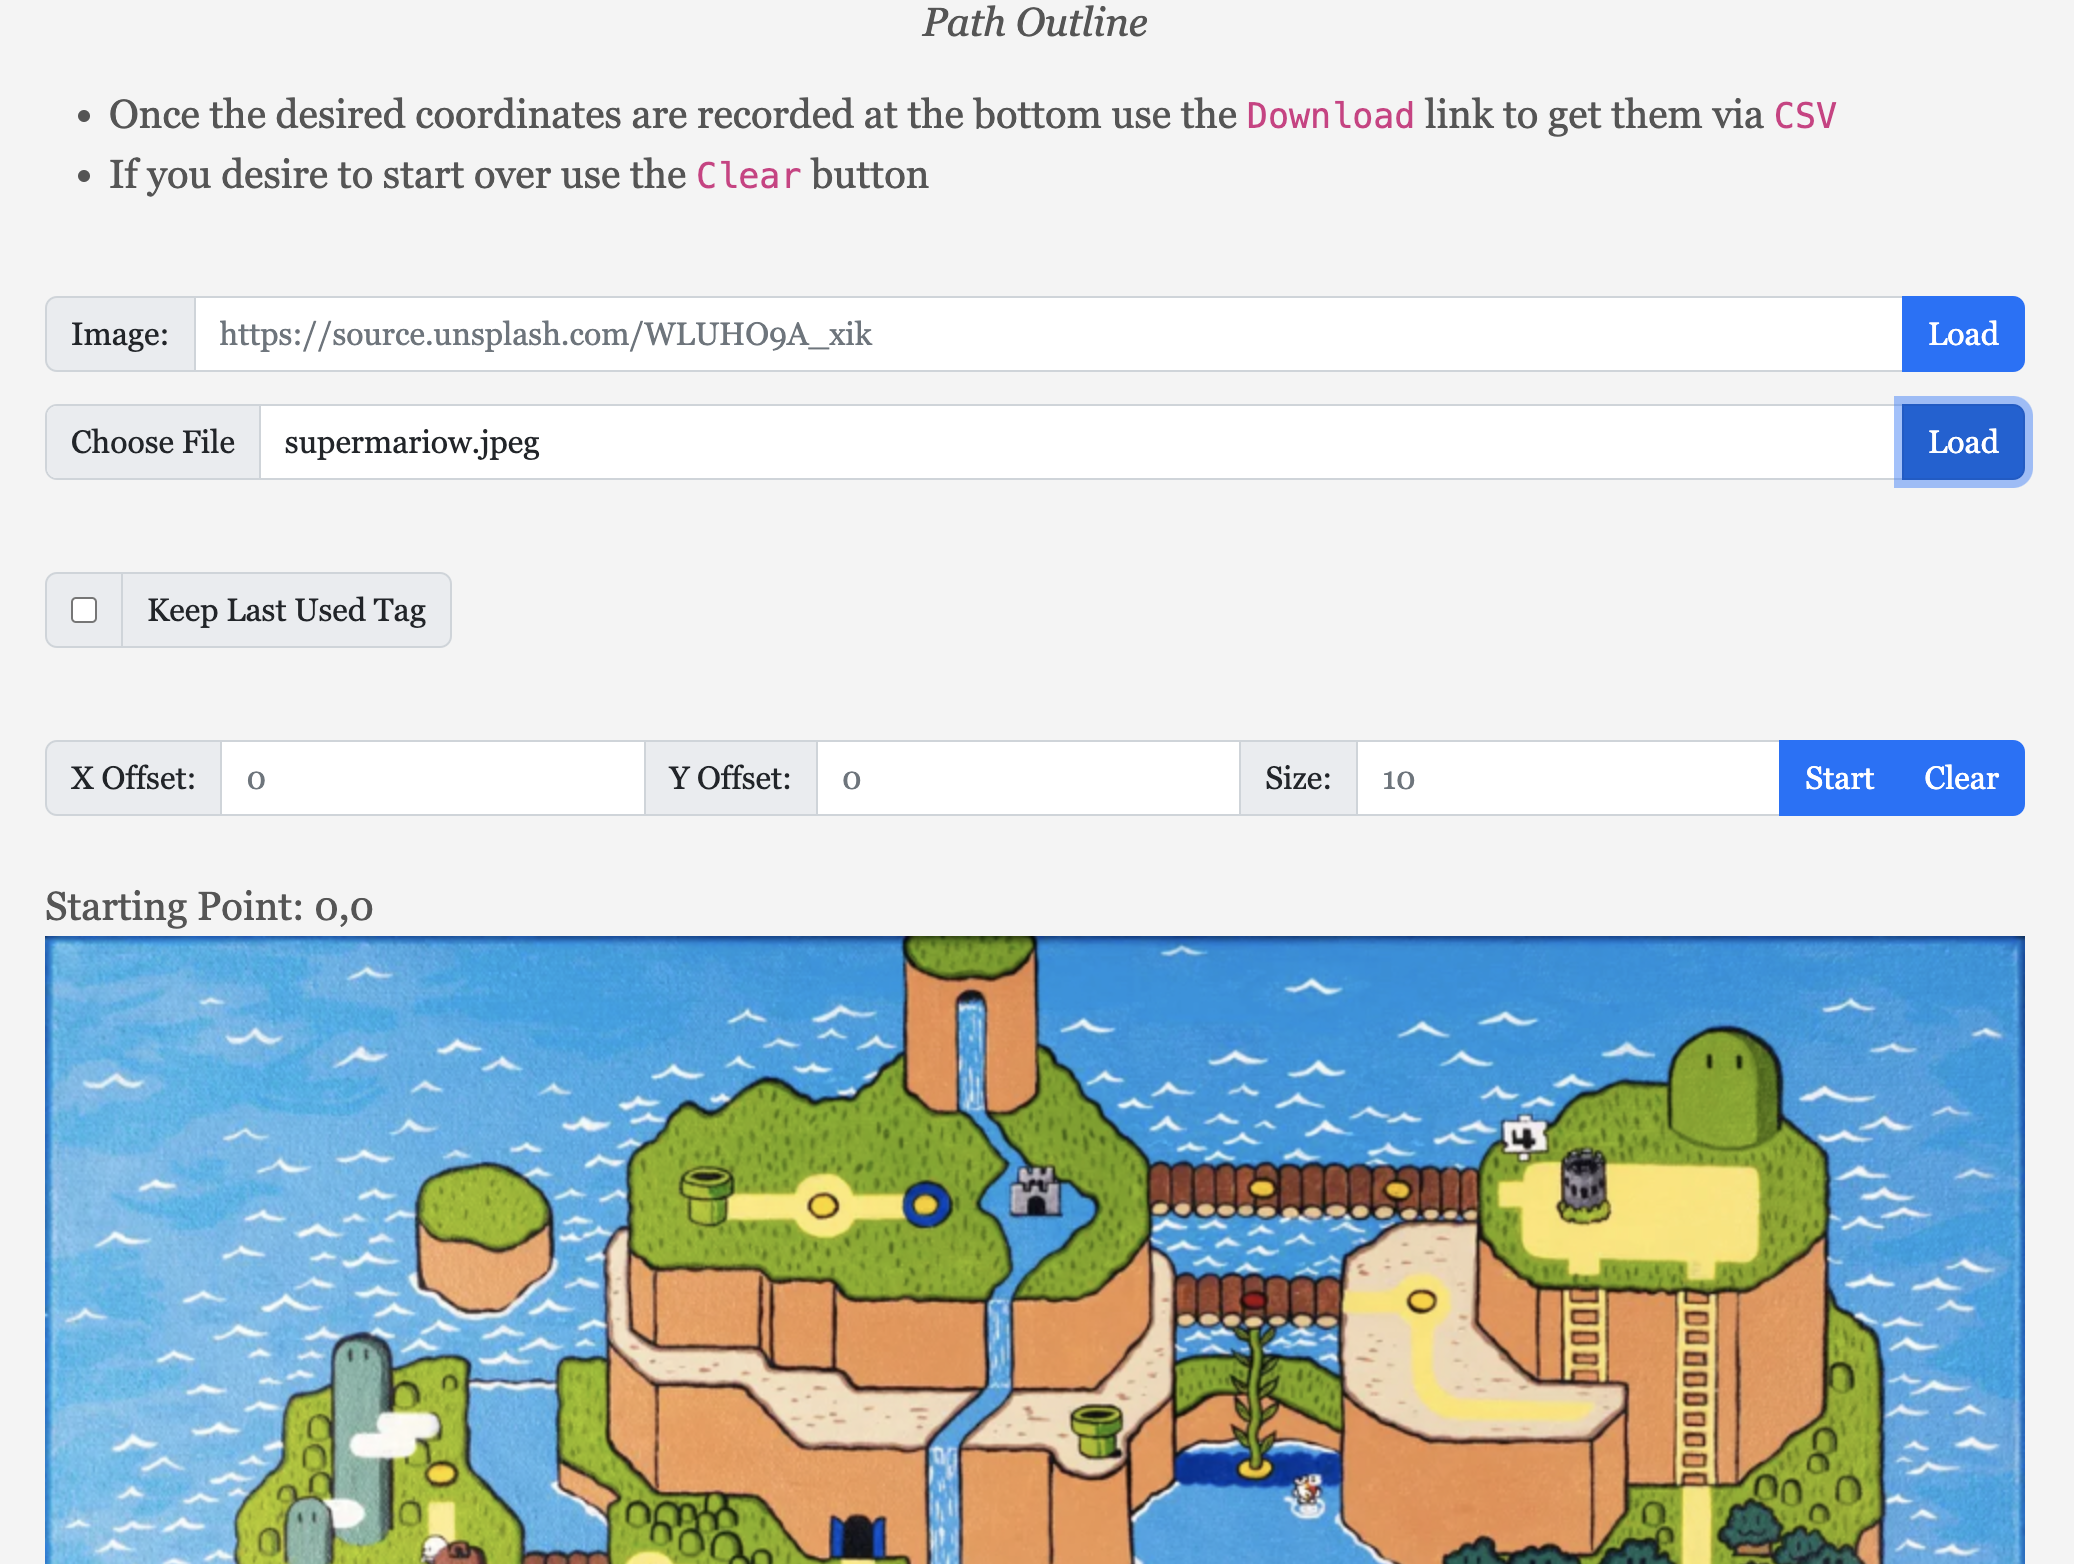 Path Outline
Once the desired coordinates are recorded at the bottom use the Download link to get them via CSV
If you desire to start over use the Clear button
Image: https://source.unsplash.com/WLUHO9A_xik Load
Choose File supermariow.jpeg Load
Keep Last Used Tag
X Offset: 0 Y Offset: 0 Size: 10 Start Clear
Starting Point: 0,0
4